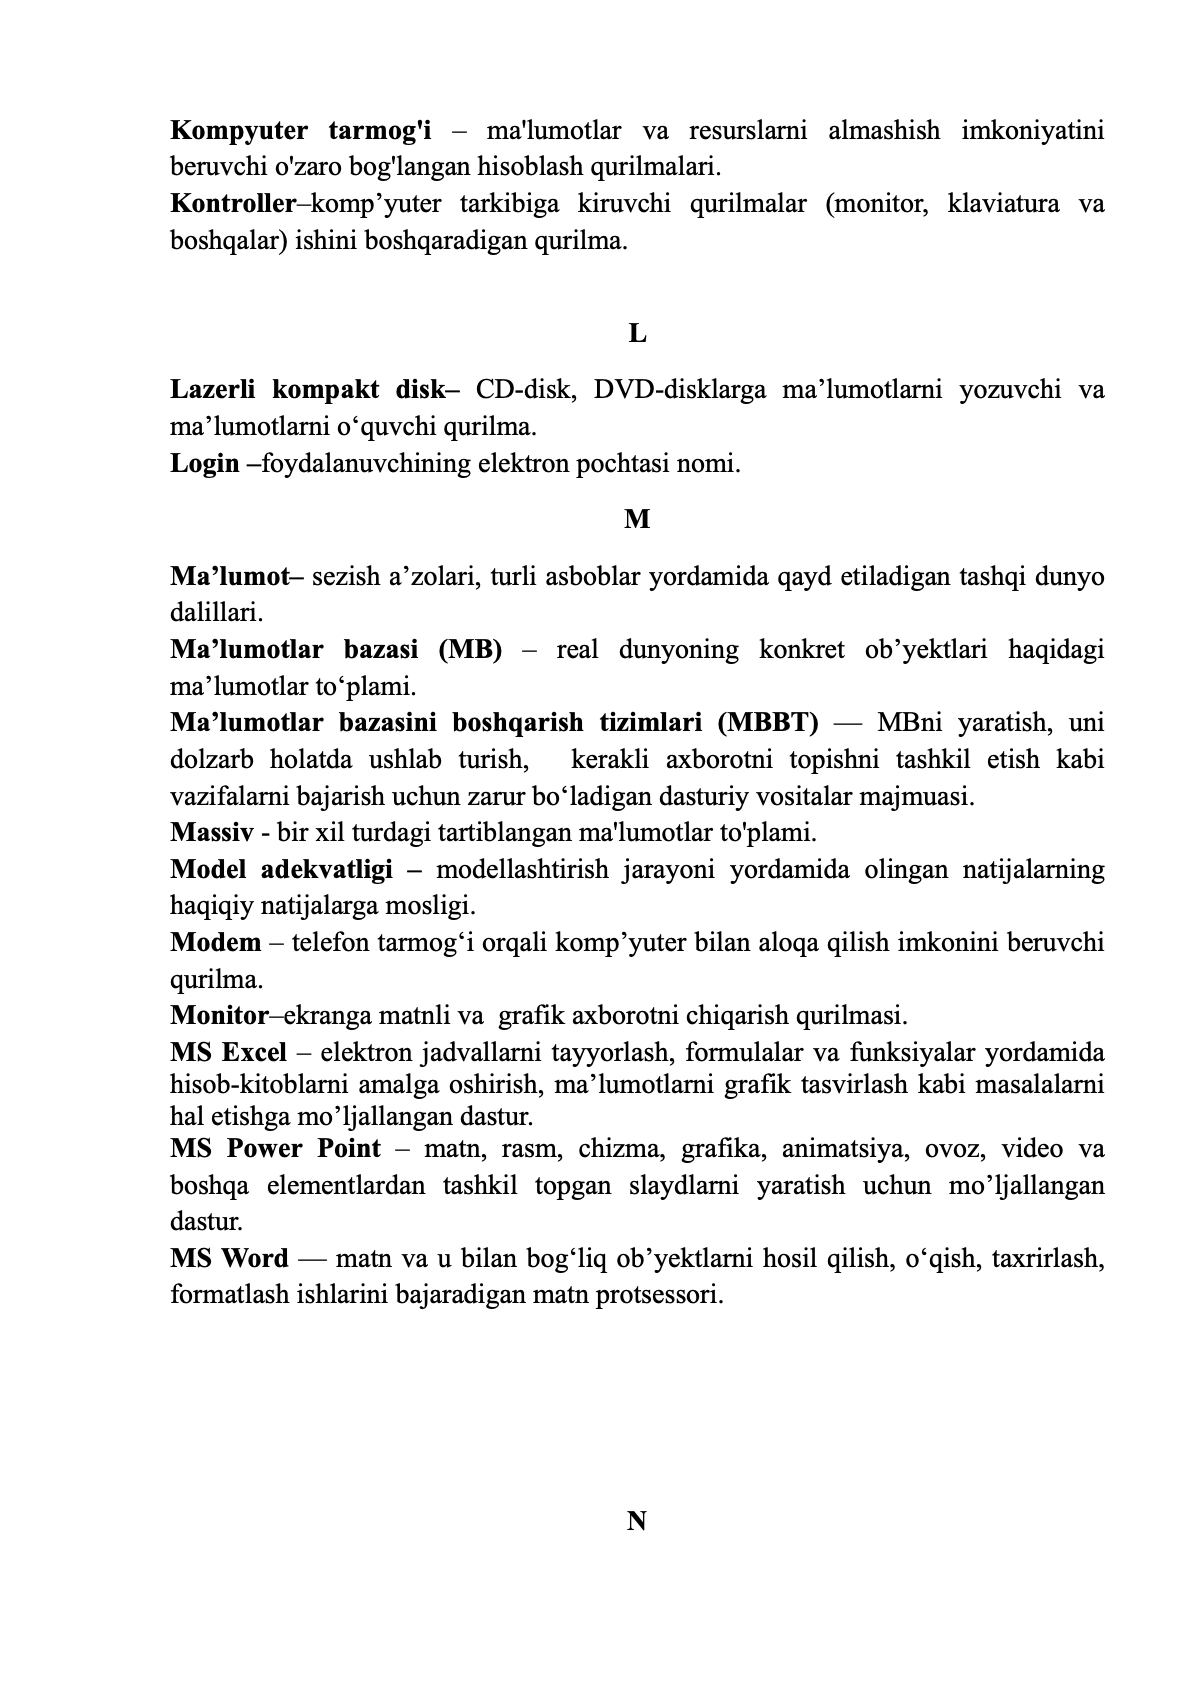 Kompyuter tarmog'i – ma'lumotlar va resurslarni almashish imkoniyatini
beruvchi o'zaro bog'langan hisoblash qurilmalari.
Kontroller–komp’yuter tarkibiga kiruvchi qurilmalar (monitor, klaviatura va
boshqalar) ishini boshqaradigan qurilma.
L
Lazerli kompakt disk– CD-disk, DVD-disklarga ma’lumotlarni yozuvchi va
ma’lumotlarni o‘quvchi qurilma.
Login –foydalanuvchining elektron pochtasi nomi.
M
Ma’lumot– sezish a’zolari, turli asboblar yordamida qayd etiladigan tashqi dunyo
dalillari.
Ma’lumotlar bazasi (MB) – real dunyoning konkret ob’yektlari haqidagi
ma’lumotlar to‘plami.
Ma’lumotlar bazasini boshqarish tizimlari (MBBT) — MBni yaratish, uni
dolzarb holatda ushlab turish, kerakli axborotni topishni tashkil etish kabi
vazifalarni bajarish uchun zarur bo‘ladigan dasturiy vositalar majmuasi.
Massiv - bir xil turdagi tartiblangan ma'lumotlar to'plami.
Model adekvatligi – modellashtirish jarayoni yordamida olingan natijalarning
haqiqiy natijalarga mosligi.
Modem – telefon tarmog‘i orqali komp’yuter bilan aloqa qilish imkonini beruvchi
qurilma.
Monitor–ekranga matnli va grafik axborotni chiqarish qurilmasi.
MS Excel – elektron jadvallarni tayyorlash, formulalar va funksiyalar yordamida
hisob-kitoblarni amalga oshirish, ma’lumotlarni grafik tasvirlash kabi masalalarni
hal etishga mo’ljallangan dastur.
MS Power Point – matn, rasm, chizma, grafika, animatsiya, ovoz, video va
boshqa elementlardan tashkil topgan slaydlarni yaratish uchun mo’ljallangan
dastur.
MS Word — matn va u bilan bog‘liq ob’yektlarni hosil qilish, o‘qish, taxrirlash,
formatlash ishlarini bajaradigan matn protsessori.
N